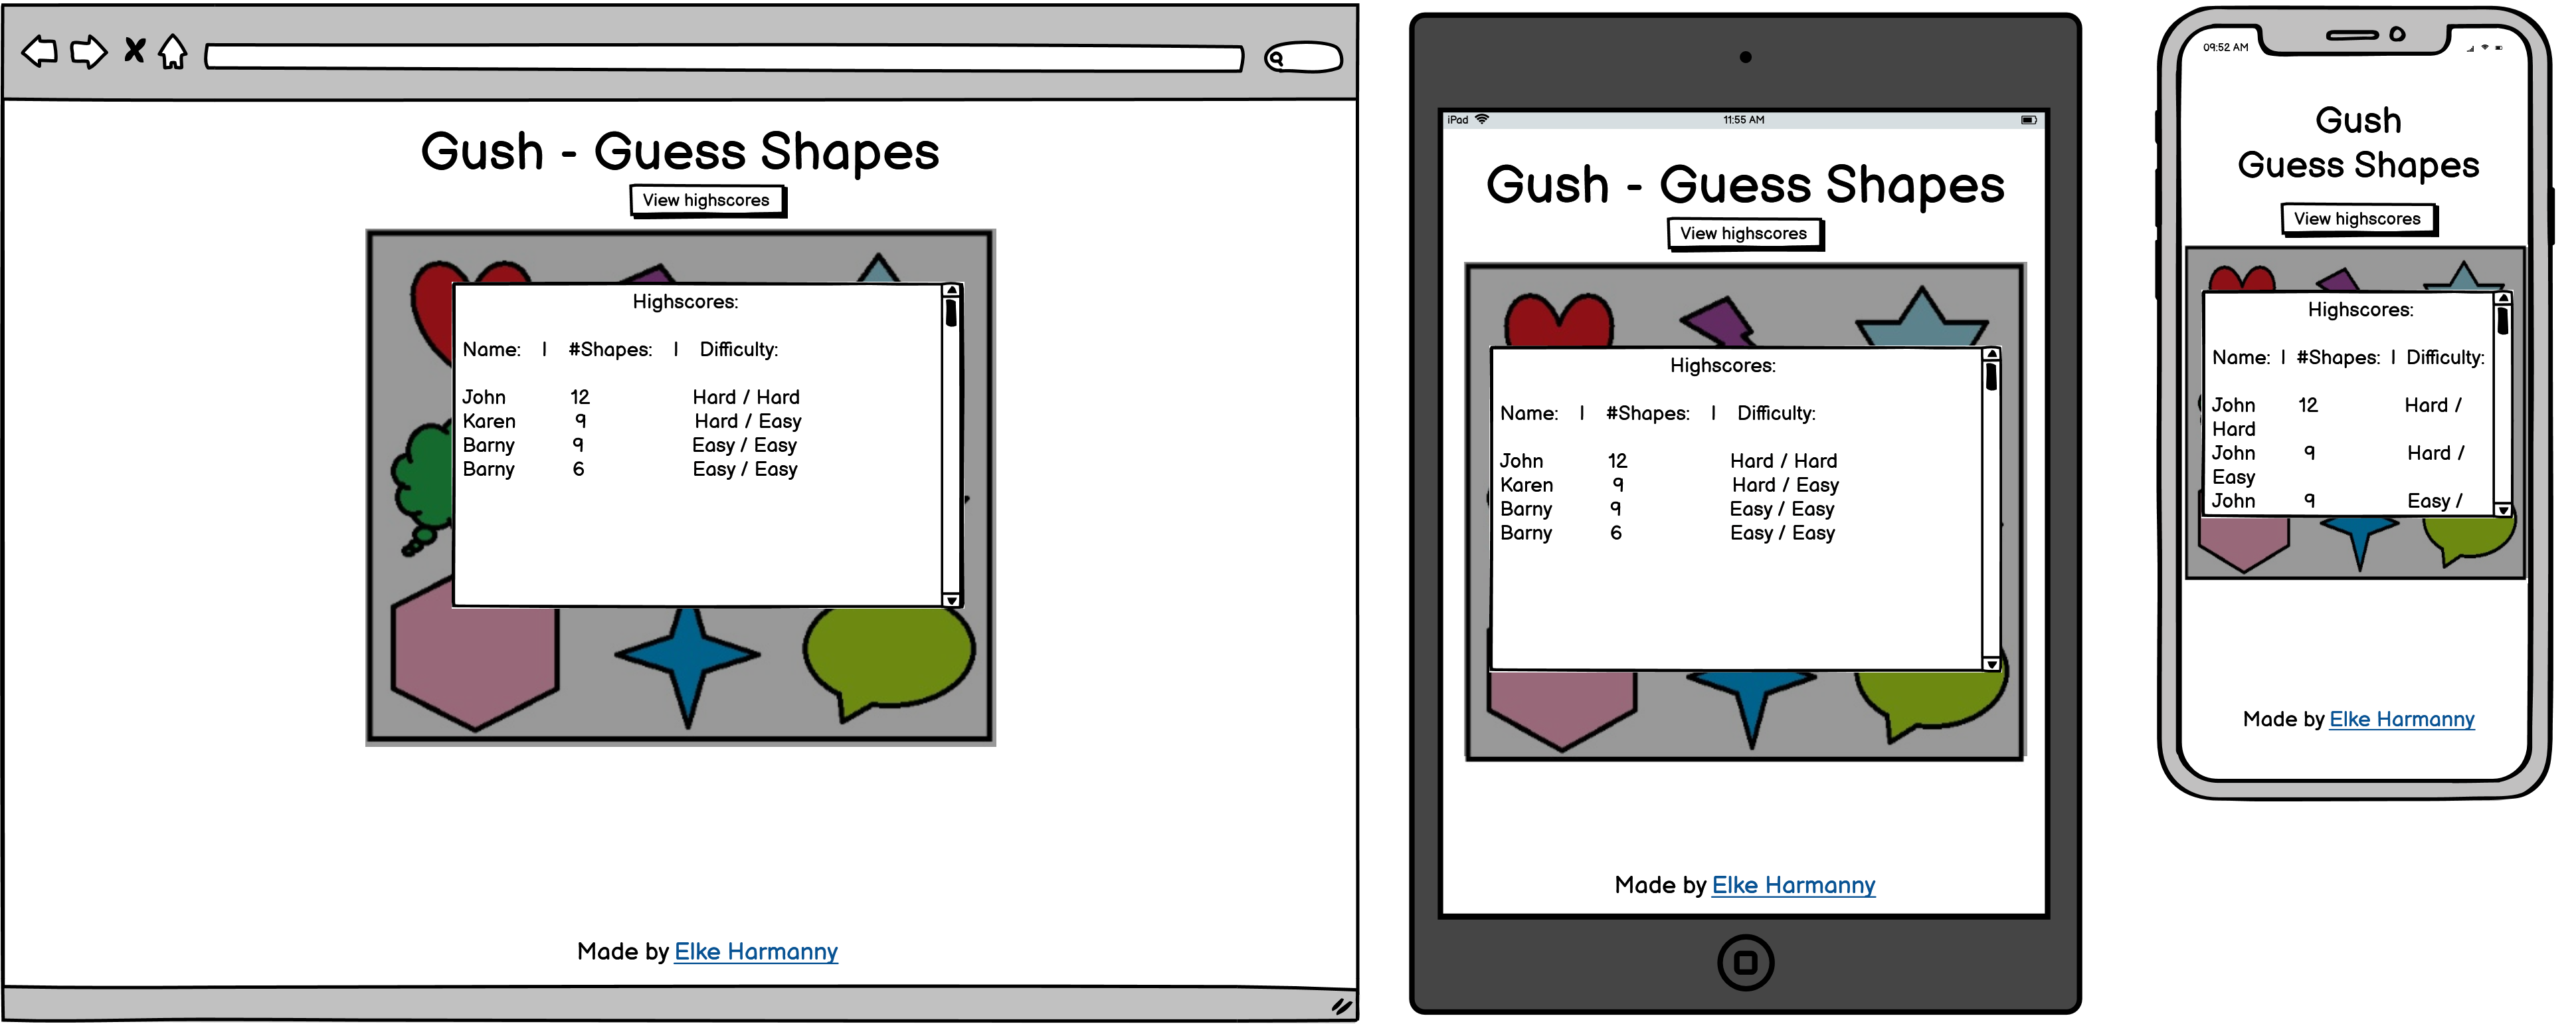 Gush - Guess Shapes
View highscores
Highscores:
Name: | #Shapes: | Difficulty:
John 12 Hard / Hard
Karen 9 Hard / Easy
Barny 9 Easy / Easy
Barny 6 Easy / Easy
Made by Elke Harmanny
iPad 11:55 AM
Gush - Guess Shapes
View highscores
Highscores:
Name: | #Shapes: | Difficulty:
John 12 Hard / Hard
Karen 9 Hard / Easy
Barny 9 Easy / Easy
Barny 6 Easy / Easy
Made by Elke Harmanny
09:52 AM
Gush
Guess Shapes
View highscores
Highscores:
Name: | #Shapes: | Difficulty:
John 12 Hard /
Hard
John 9 Hard /
Easy
John 9 Easy /
Made by Elke Harmanny